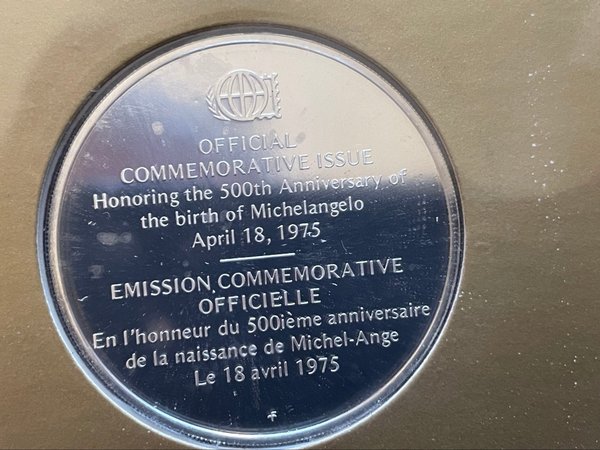 OFFICIAL
COMMEMORATIVE ISSUE
Honoring the 500th Anniversary of
the birth of Michelangelo
April 18, 1975
EMISSION COMMEMORATIVE
OFFICIELLE
En l'honneur du 500ième anniversaire
de la naissance de Michel-Ange
Le 18 avril 1975